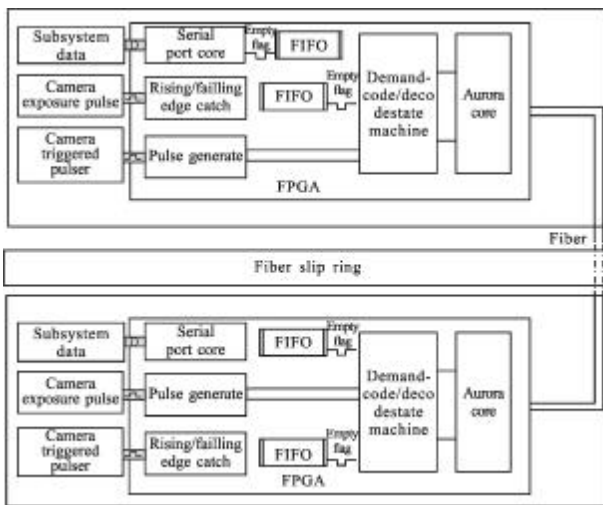 Subsystem
data
Serial
port core
Empty
flag
FIFO
Camera
exposure pulse
Rising/failling
edge catch
FIFO
Empty
flag
Camera
triggered
pulser
Pulse generate
Demand-
code/deco
destate
machine
Aurora
core
FPGA
Fiber
Fiber slip ring
Subsystem
data
Serial
port core
FIFO
Empty
flag
Camera
exposure pulse
Pulse generate
Camera
triggered
pulser
Rising/failling
edge catch
FIFO
Empty
flag
Demand-
code/deco
destate
machine
Aurora
core
FPGA